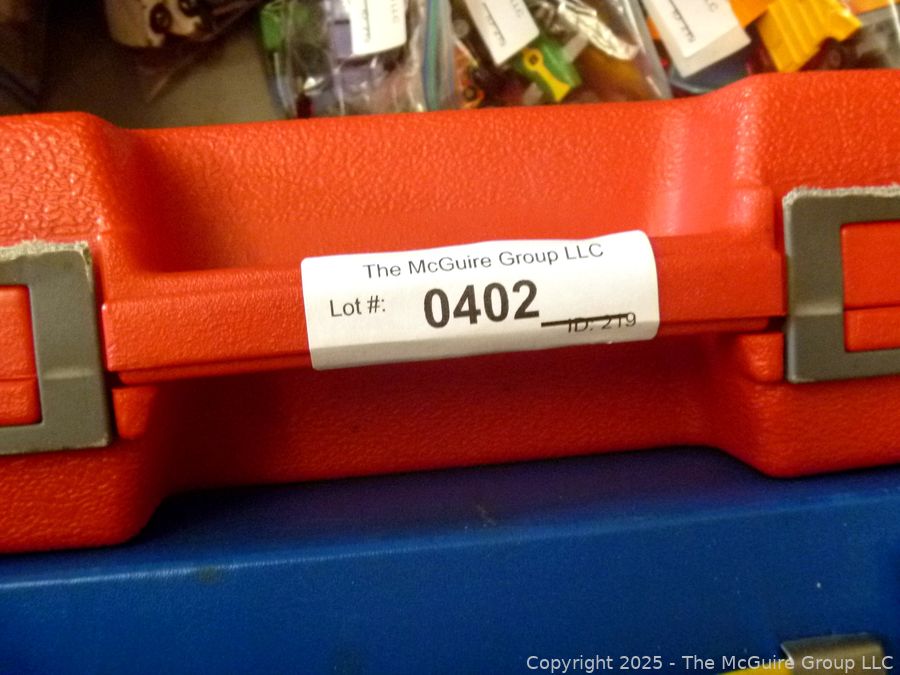 The McGuire Group LLC
Lot #: 0402
ID: 219
Copyright 2025 - The McGuire Group LLC